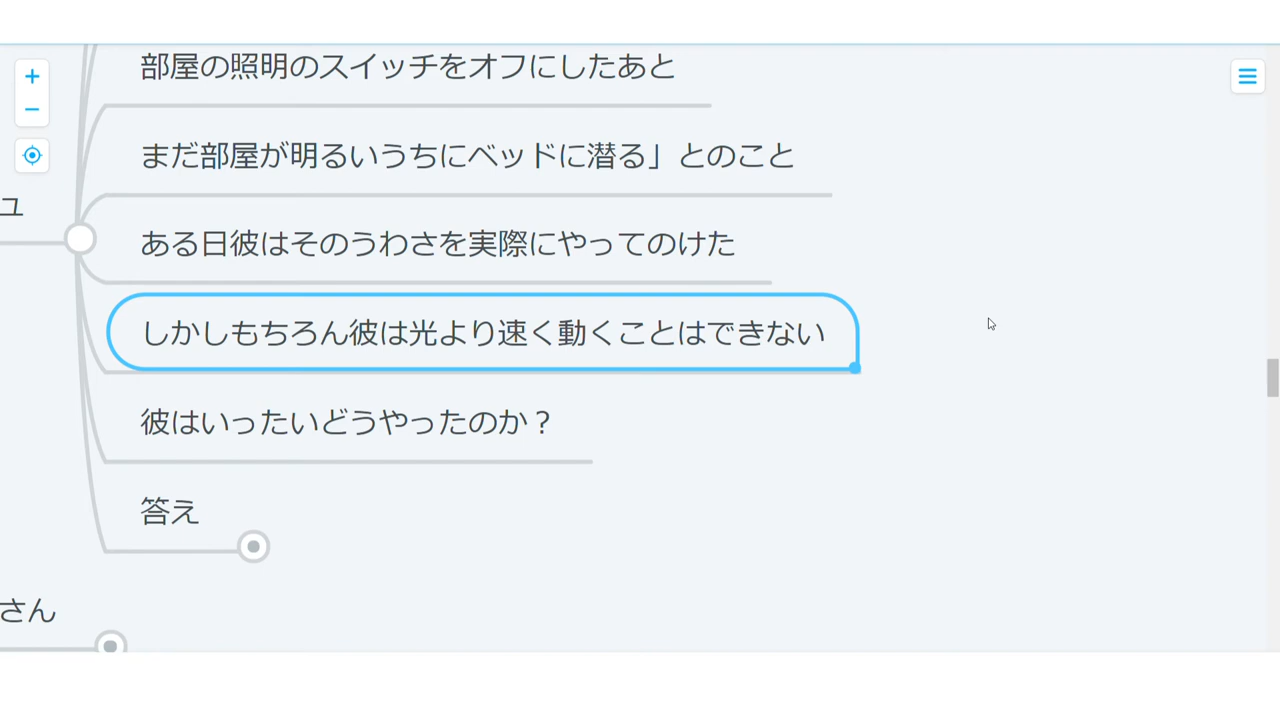 部屋の照明のスイッチをオフにしたあと
まだ部屋が明るいうちにベッドに潜る」とのこと
ユ
ある日彼はそのうわさを実際にやってのけた
しかしもちろん彼は光より速く動くことはできない
彼はいったいどうやったのか？
答え
さん